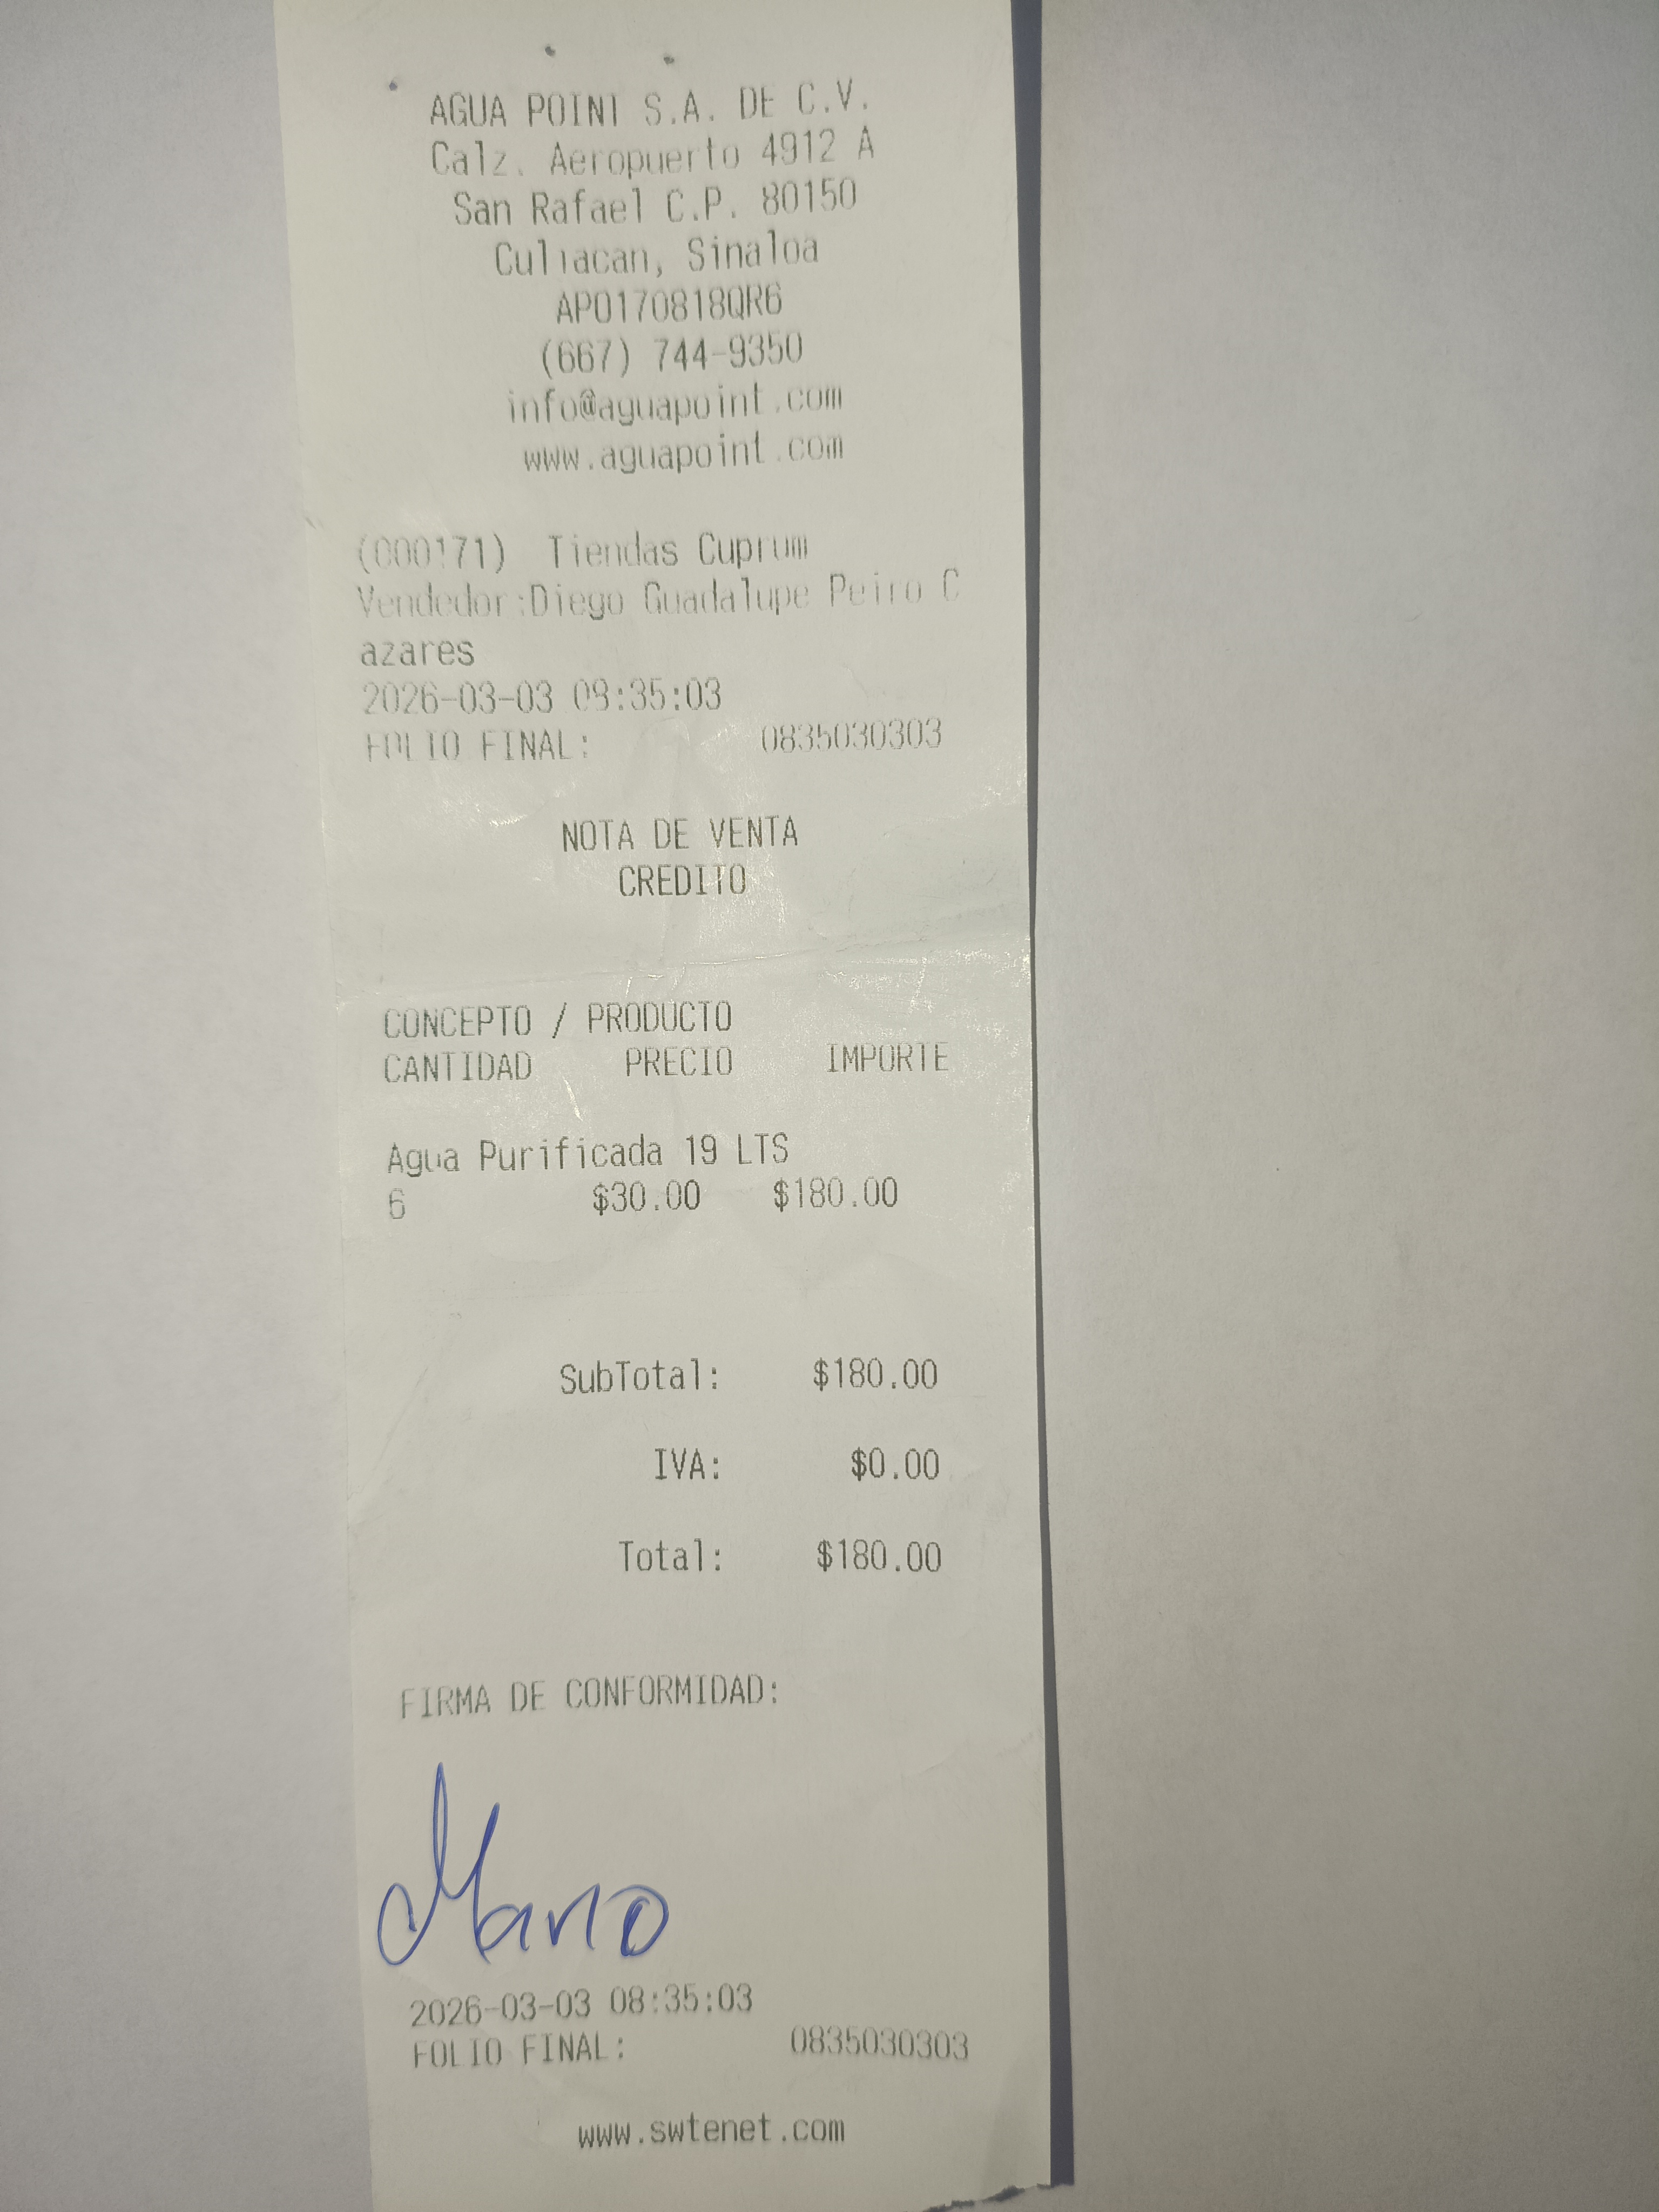 AGUA POINT S.A. DE C.V.
Calz. Aeropuerto 4912 A
San Rafael C.P. 80150
Culiacan, Sinaloa
APO170818QR6
(667) 744-9350
info@aguapoint.com
www.aguapoint.com
(000171) Tiendas Cuprum
Vendedor:Diego Guadalupe Peiro C
azares
2026-03-03 08:35:03
FOLIO FINAL: 0835030303
NOTA DE VENTA
CREDITO
CONCEPTO / PRODUCTO
CANTIDAD PRECIO IMPORTE
Agua Purificada 19 LTS
6 $30.00 $180.00
SubTotal: $180.00
IVA: $0.00
Total: $180.00
FIRMA DE CONFORMIDAD:
Mario
2026-03-03 08:35:03
FOLIO FINAL: 0835030303
www.swtenet.com